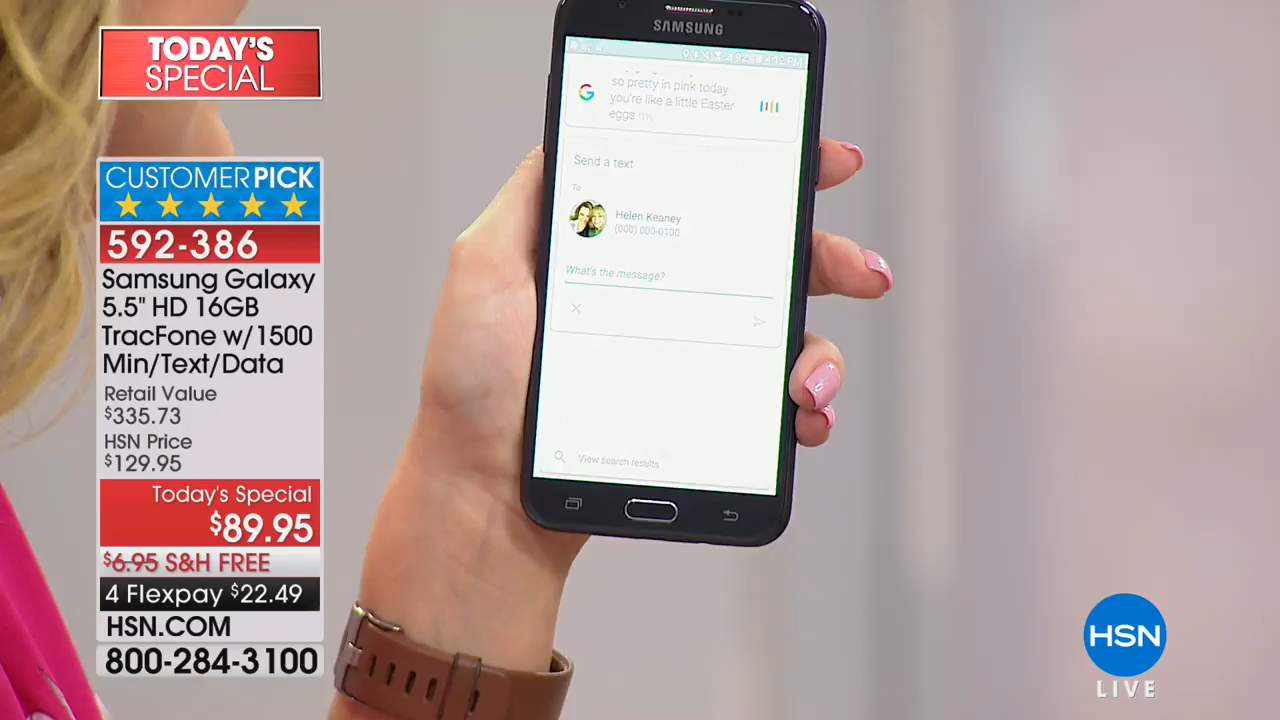 TODAY'S
SPECIAL
CUSTOMER PICK
592-386
Samsung Galaxy
5.5" HD 16GB
TracFone w/1500
Min/Text/Data
Retail Value
$335.73
HSN Price
$129.95
Today's Special
$89.95
$6.95 S&H FREE
4 Flexpay $22.49
HSN.COM
800-284-3100
SAMSUNG
so pretty in pink today
you're like a little Easter
eggs my
Send a text
To
Helen Keaney
(000) 000-0100
What's the message?
View search results
HSN
LIVE